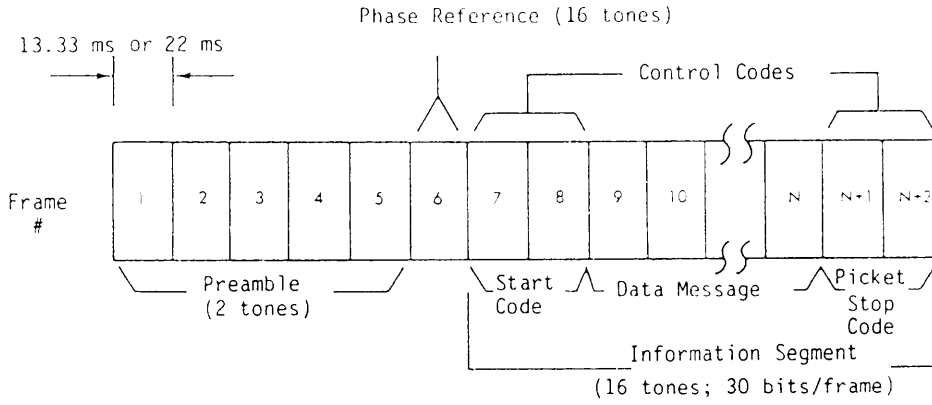 Phase Reference (16 tones)
13.33 ms or 22 ms
Control Codes
Frame
#
1 2 3 4 5 6 7 8 9 10 N N+1 N+2
Preamble
(2 tones)
Start
Code
Data Message
Picket
Stop
Code
Information Segment
(16 tones; 30 bits/frame)